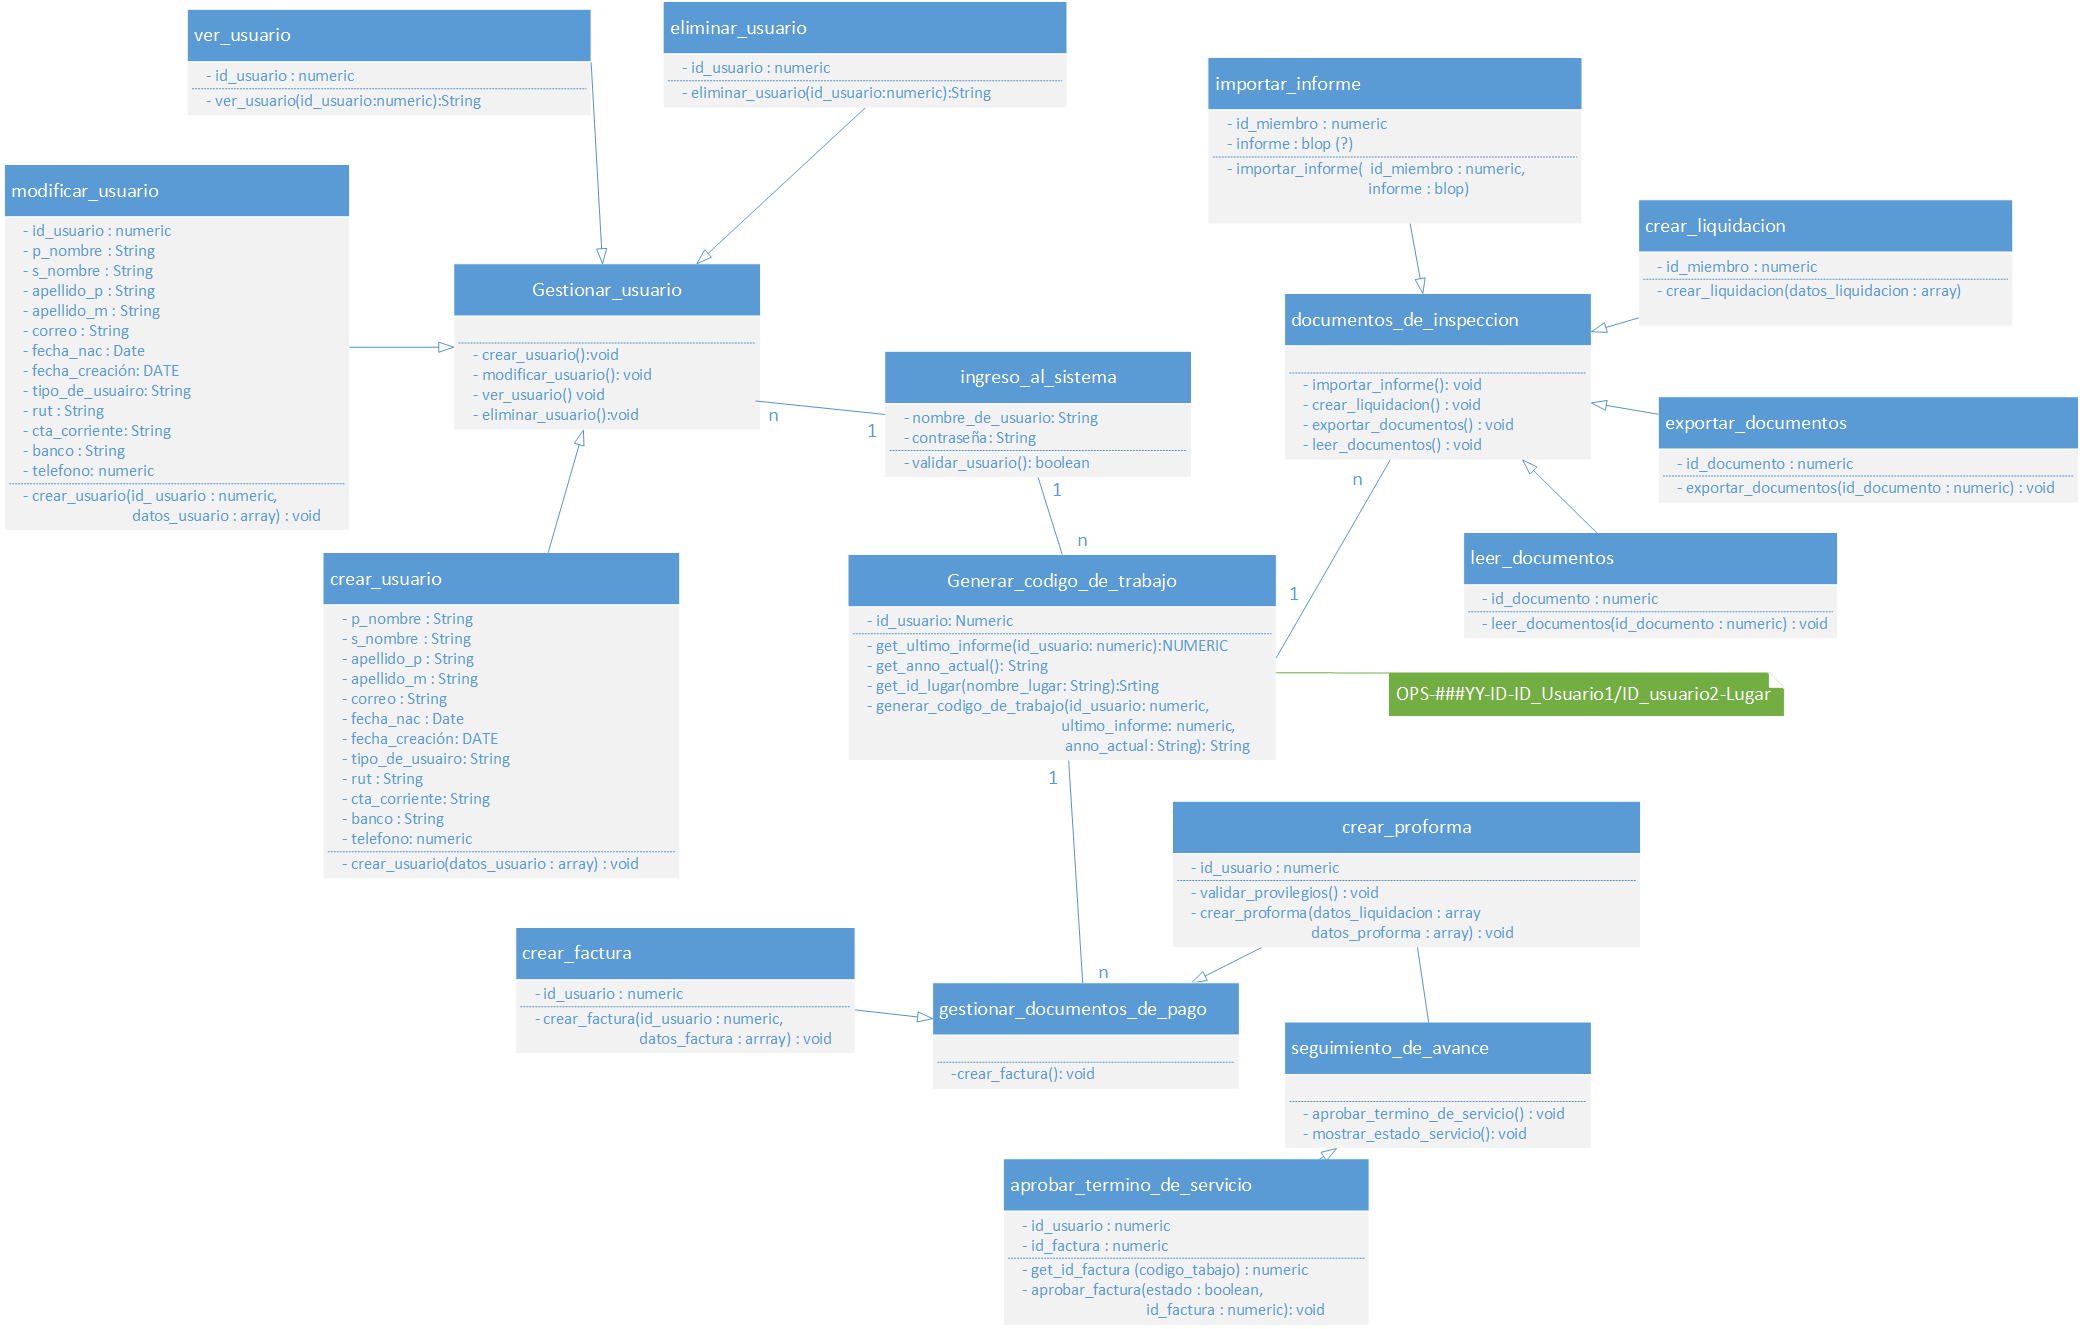 ver_usuario
- id_usuario : numeric
- ver_usuario(id_usuario:numeric):String
eliminar_usuario
- id_usuario : numeric
- eliminar_usuario(id_usuario:numeric):String
importar_informe
- id_miembro : numeric
- informe : blop (?)
- importar_informe(  id_miembro : numeric,
informe : blop)
modificar_usuario
- id_usuario : numeric
- p_nombre : String
- s_nombre : String
- apellido_p : String
- apellido_m : String
- correo : String
- fecha_nac : Date
- fecha_creación: DATE
- tipo_de_usuairo: String
- rut : String
- cta_corriente: String
- banco : String
- telefono: numeric
- crear_usuario(id_ usuario : numeric,
datos_usuario : array) : void
crear_liquidacion
- id_miembro : numeric
- crear_liquidacion(datos_liquidacion : array)
Gestionar_usuario
- crear_usuario():void
- modificar_usuario(): void
- ver_usuario() void
- eliminar_usuario():void
n
1
ingreso_al_sistema
- nombre_de_usuario: String
- contraseña: String
- validar_usuario(): boolean
1
n
documentos_de_inspeccion
- importar_informe(): void
- crear_liquidacion() : void
- exportar_documentos() : void
- leer_documentos() : void
n
1
exportar_documentos
- id_documento : numeric
- exportar_documentos(id_documento : numeric) : void
leer_documentos
- id_documento : numeric
- leer_documentos(id_documento : numeric) : void
crear_usuario
- p_nombre : String
- s_nombre : String
- apellido_p : String
- apellido_m : String
- correo : String
- fecha_nac : Date
- fecha_creación: DATE
- tipo_de_usuairo: String
- rut : String
- cta_corriente: String
- banco : String
- telefono: numeric
- crear_usuario(datos_usuario : array) : void
Generar_codigo_de_trabajo
- id_usuario: Numeric
- get_ultimo_informe(id_usuario: numeric):NUMERIC
- get_anno_actual(): String
- get_id_lugar(nombre_lugar: String):Srting
- generar_codigo_de_trabajo(id_usuario: numeric,
ultimo_informe: numeric,
anno_actual: String): String
OPS-###YY-ID-ID_Usuario1/ID_usuario2-Lugar
1
n
crear_proforma
- id_usuario : numeric
- validar_provilegios() : void
- crear_proforma(datos_liquidacion : array
datos_proforma : array) : void
crear_factura
- id_usuario : numeric
- crear_factura(id_usuario : numeric,
datos_factura : arrray) : void
gestionar_documentos_de_pago
-crear_factura(): void
seguimiento_de_avance
- aprobar_termino_de_servicio() : void
- mostrar_estado_servicio(): void
aprobar_termino_de_servicio
- id_usuario : numeric
- id_factura : numeric
- get_id_factura (codigo_tabajo) : numeric
- aprobar_factura(estado : boolean,
id_factura : numeric): void